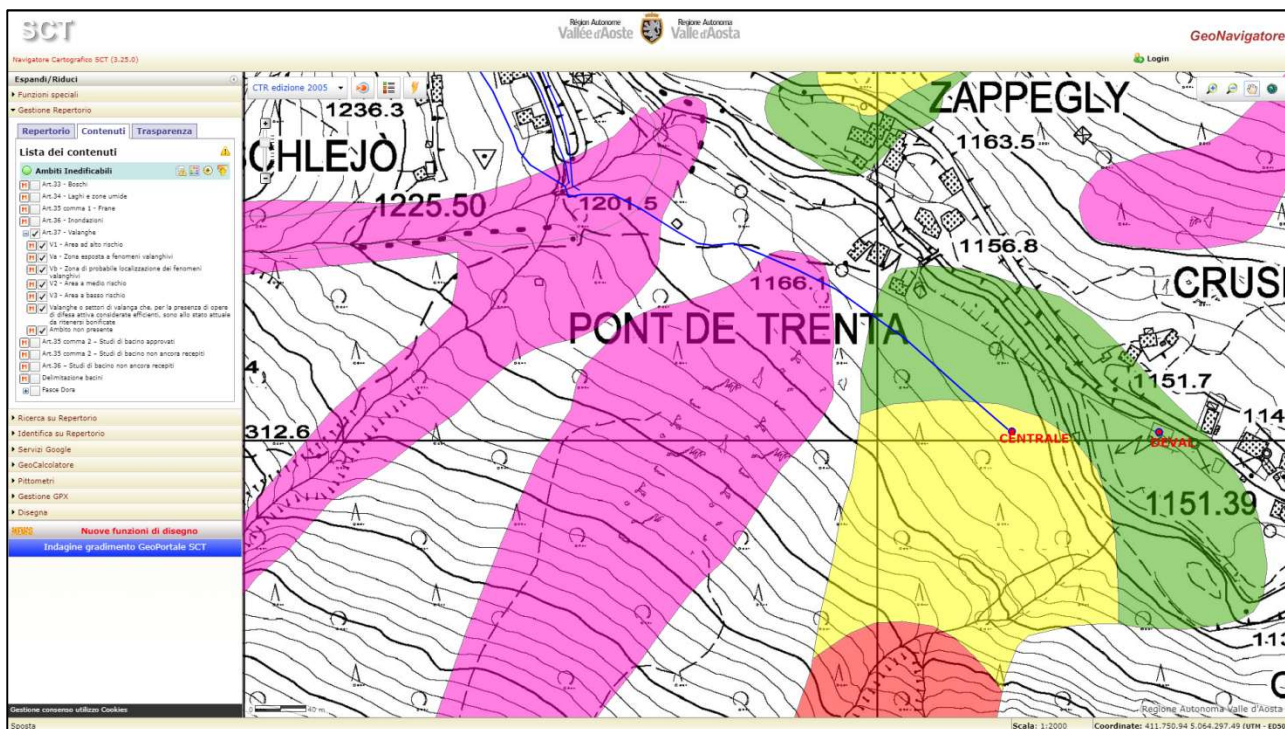 SCT
Région Autonome
Vallée d'Aoste
Regione Autonoma
Valle d'Aosta
GeoNavigatore
Navigatore Cartografico SCT (3.25.0)
Login
Espandi/Riduci
Funzioni speciali
Gestione Repertorio
Repertorio Contenuti Trasparenza
Lista dei contenuti
Ambiti Inedificabili
Art.33 - Boschi
Art.34 - Laghi e zone umide
Art.35 comma 1 - Frane
Art.36 - Inondazioni
Art.37 - Valanghe
V1 - Area ad alto rischio
Va - Zona esposta a fenomeni valanghivi
Vb - Zona di probabile localizzazione dei fenomeni
valanghivi
V2 - Area a medio rischio
V3 - Area a basso rischio
Valanghe o settori di valanga che, per la presenza di opere
di difesa attiva considerate efficienti, sono allo stato attuale
da ritenersi bonificate
Ambito non presente
Art.35 comma 2 - Studi di bacino approvati
Art.35 comma 2 - Studi di bacino non ancora recepiti
Art.36 - Studi di bacino non ancora recepiti
Delimitazione bacini
Fasce Dora
Ricerca su Repertorio
Identifica su Repertorio
Servizi Google
GeoCalcolatore
Pittometri
Gestione GPX
Disegna
NEWS Nuove funzioni di disegno
Indagine gradimento GeoPortale SCT
Gestione consenso utilizzo Cookies
Sposta
CTR edizione 2005
1236.3
CHLEJÒ
1225.50
1201.5
ZAPPEGLY
1163.5
1156.8
1166.1
CRUS
PONT DE TRENTA
1151.7
114
312.6
CENTRALE
DEVAL
1151.39
113
0 40 m
Regione Autonoma Valle d'Aosta
Scala: 1:2000 Coordinate: 411.750,94 5.064.297,49 (UTM - ED50